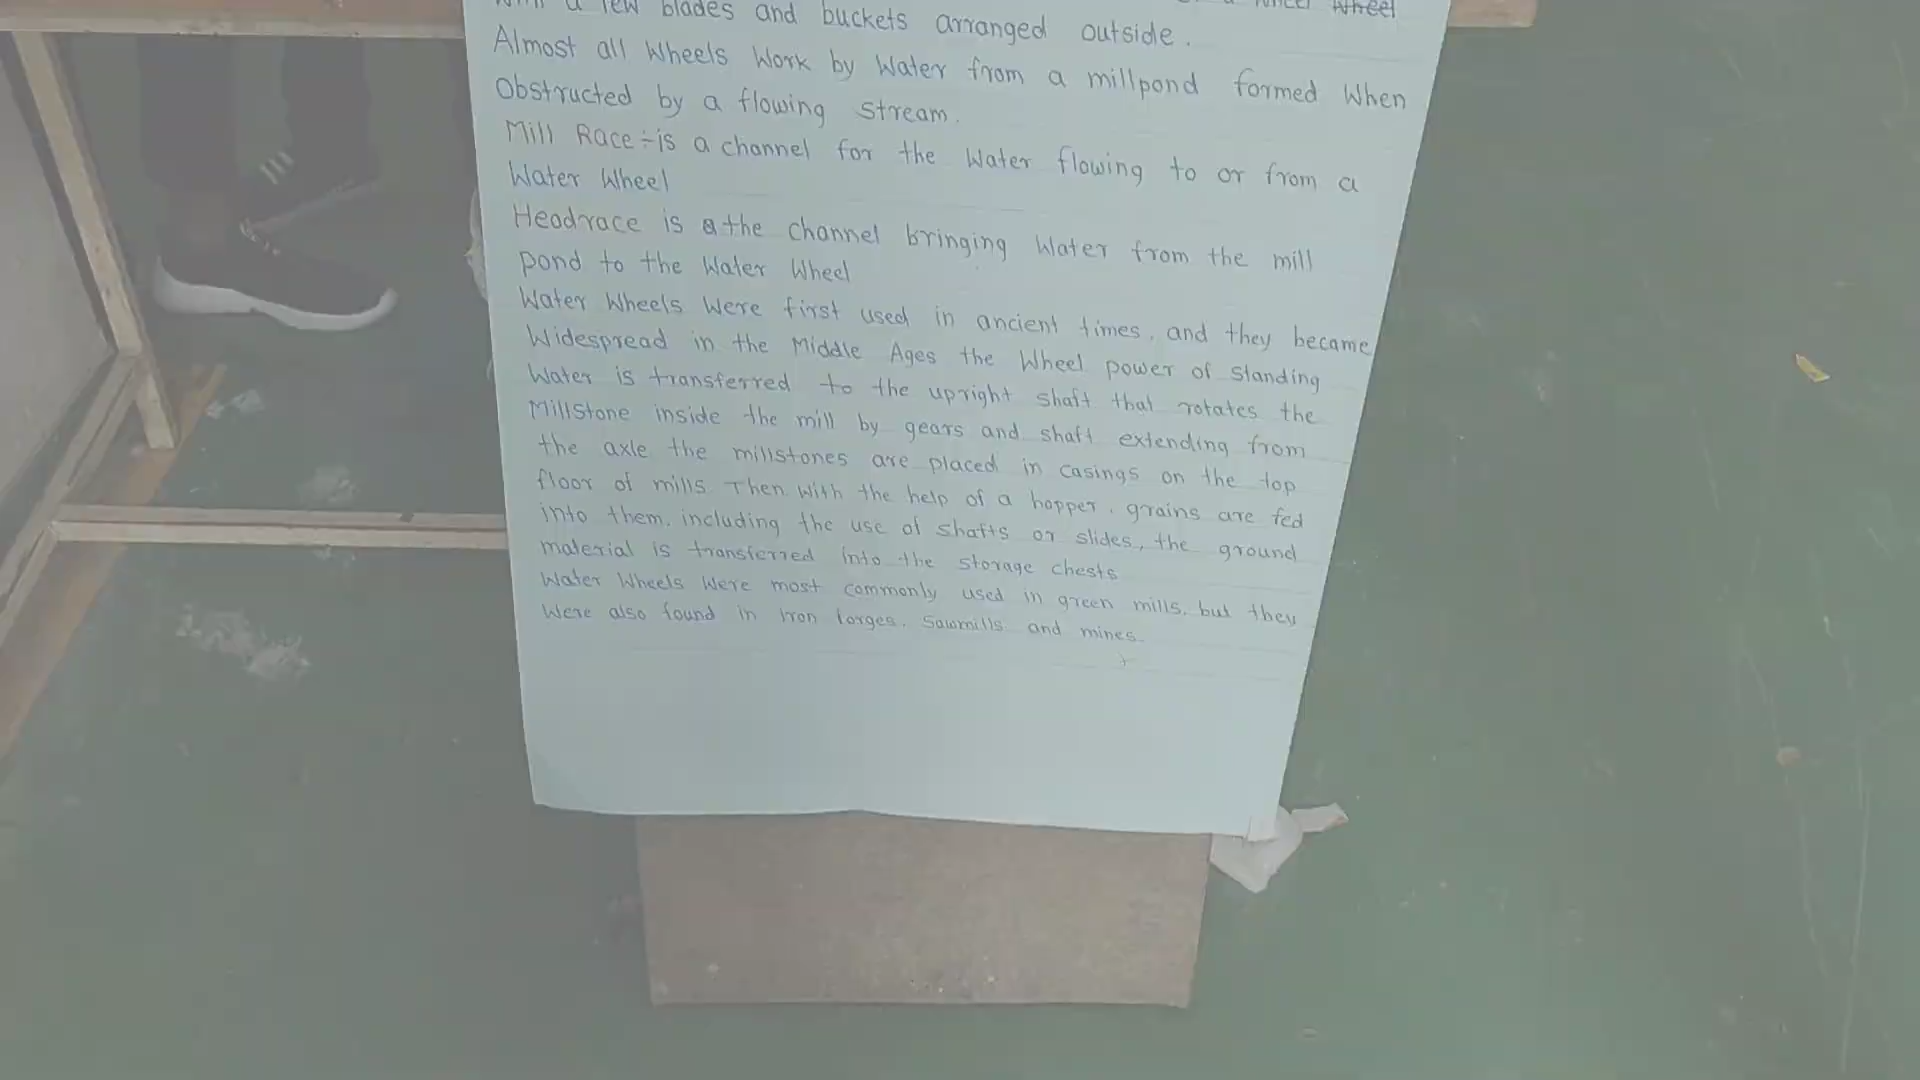 a few blades and buckets arranged outside.
Almost all Wheels Work by Water from a millpond formed When
Obstructed by a flowing stream.
Mill Race÷is a channel for the Water flowing to or from a
Water Wheel
Headrace is the channel bringing Water from the mill
pond to the Water Wheel
Water Wheels Were first used in ancient times, and they became
Widespread in the Middle Ages the Wheel power of Standing
Water is transferred to the upright shaft that rotates the
Millstone inside the mill by gears and shaft extending from
the axle. the millstones are placed in casings on the top
floor of mills Then. With the help of a hopper, grains are fed
into them. including the use of shafts or slides, the ground
material is transferred into the storage chests
Water Wheels Were most commonly used in green mills, but they
Were also found in iron forges. Sawmills and mines